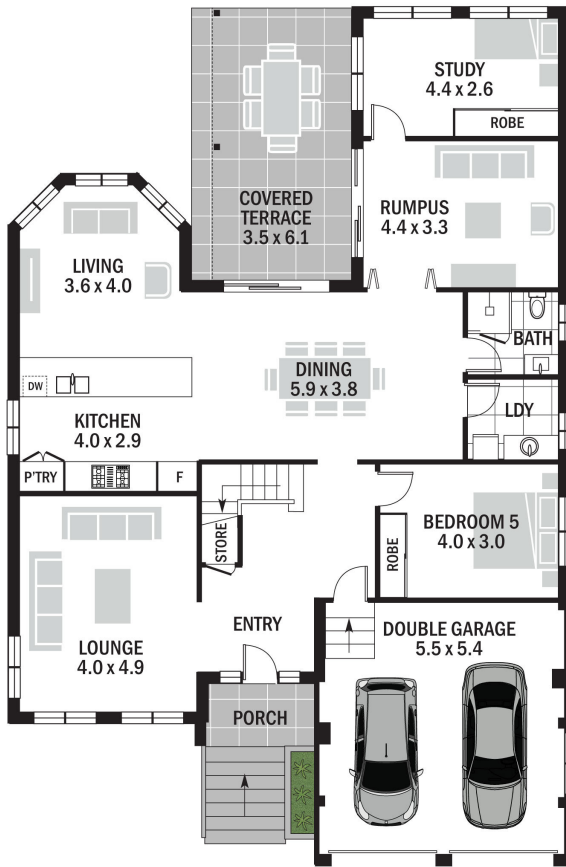 STUDY
4.4 x 2.6
ROBE
COVERED
TERRACE
3.5 x 6.1
RUMPUS
4.4 x 3.3
LIVING
3.6 x 4.0
BATH
DINING
5.9 x 3.8
DW
LDY
KITCHEN
4.0 x 2.9
P'TRY
F
STORE
BEDROOM 5
4.0 x 3.0
ROBE
LOUNGE
4.0 x 4.9
ENTRY
DOUBLE GARAGE
5.5 x 5.4
PORCH